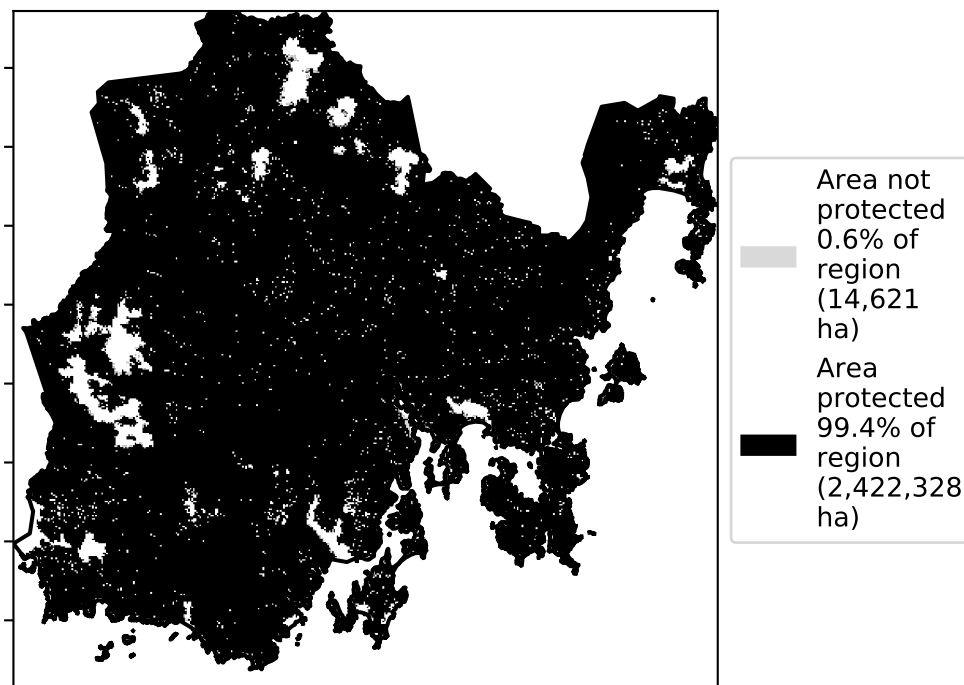 Area not
protected
0.6% of
region
(14,621
ha)
Area
protected
99.4% of
region
(2,422,328
ha)